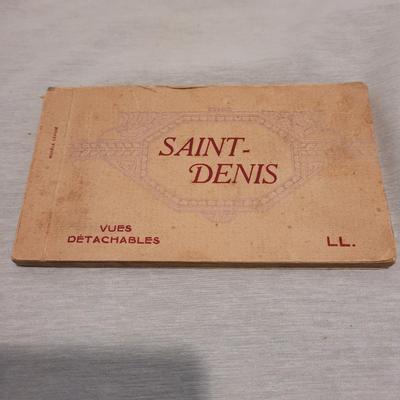 SAINT-
DENIS
VUES
DÉTACHABLES
LL.